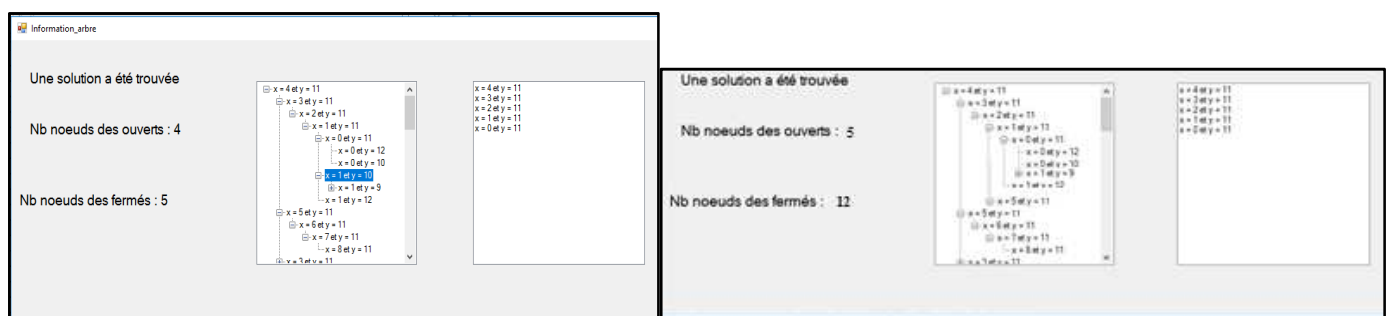 Information_arbre
Une solution a été trouvée
Nb noeuds des ouverts : 4
Nb noeuds des fermés : 5
x = 4 et y = 11
x = 3 et y = 11
x = 2 et y = 11
x = 1 et y = 11
x = 0 et y = 11
x = 0 et y = 12
x = 0 et y = 10
x = 1 et y = 10
x = 1 et y = 9
x = 1 et y = 12
x = 5 et y = 11
x = 6 et y = 11
x = 7 et y = 11
x = 8 et y = 11
x = 3 et y = 11
x = 4 et y = 11
x = 3 et y = 11
x = 2 et y = 11
x = 1 et y = 11
x = 0 et y = 11
Une solution a été trouvée
Nb noeuds des ouverts : 5
Nb noeuds des fermés : 12
x = 4 et y = 11
x = 3 et y = 11
x = 2 et y = 11
x = 1 et y = 11
x = 0 et y = 11
x = 0 et y = 12
x = 0 et y = 10
x = 1 et y = 9
x = 1 et y = 12
x = 5 et y = 11
x = 5 et y = 11
x = 6 et y = 11
x = 7 et y = 11
x = 8 et y = 11
x = 4 et y = 11
x = 3 et y = 11
x = 2 et y = 11
x = 1 et y = 11
x = 0 et y = 11